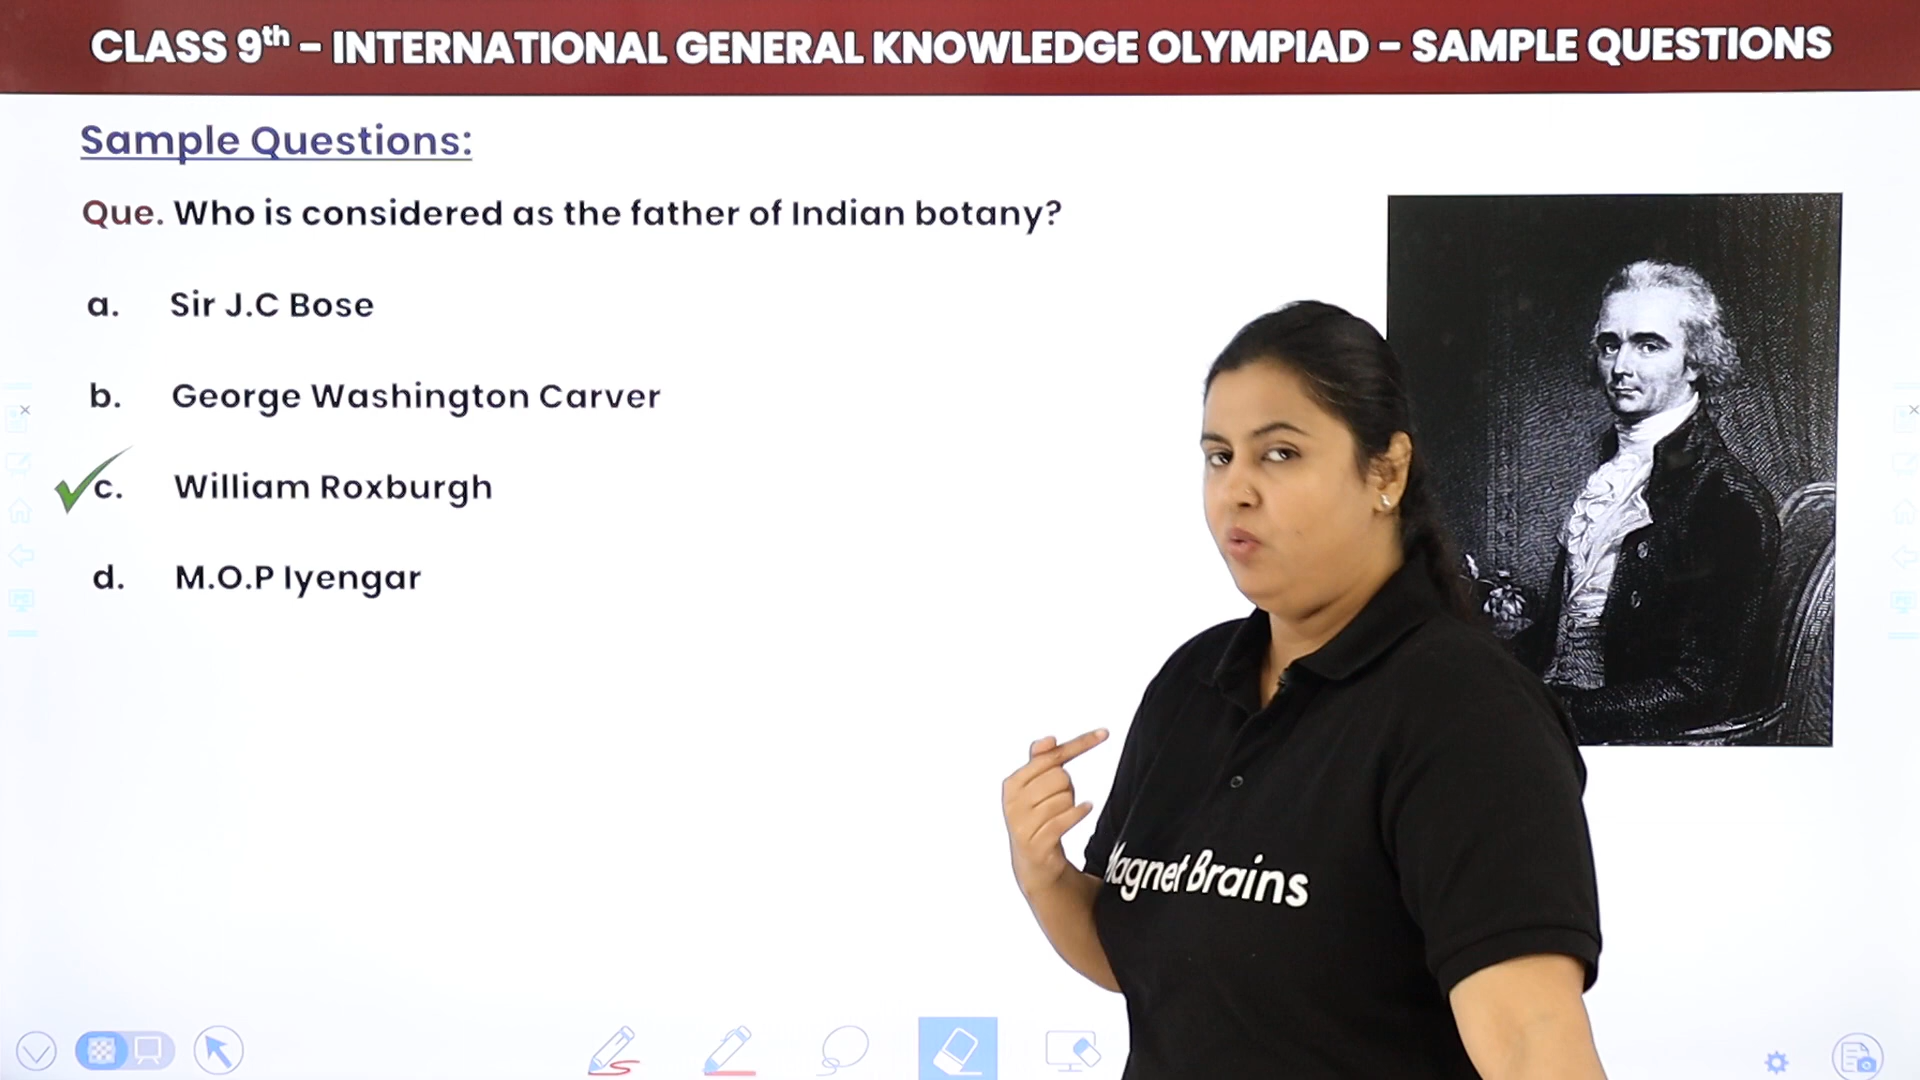 CLASS 9th – INTERNATIONAL GENERAL KNOWLEDGE OLYMPIAD – SAMPLE QUESTIONS
Sample Questions:
Que. Who is considered as the father of Indian botany?
a. Sir J.C Bose
b. George Washington Carver
c. William Roxburgh
d. M.O.P Iyengar
Magnet Brains